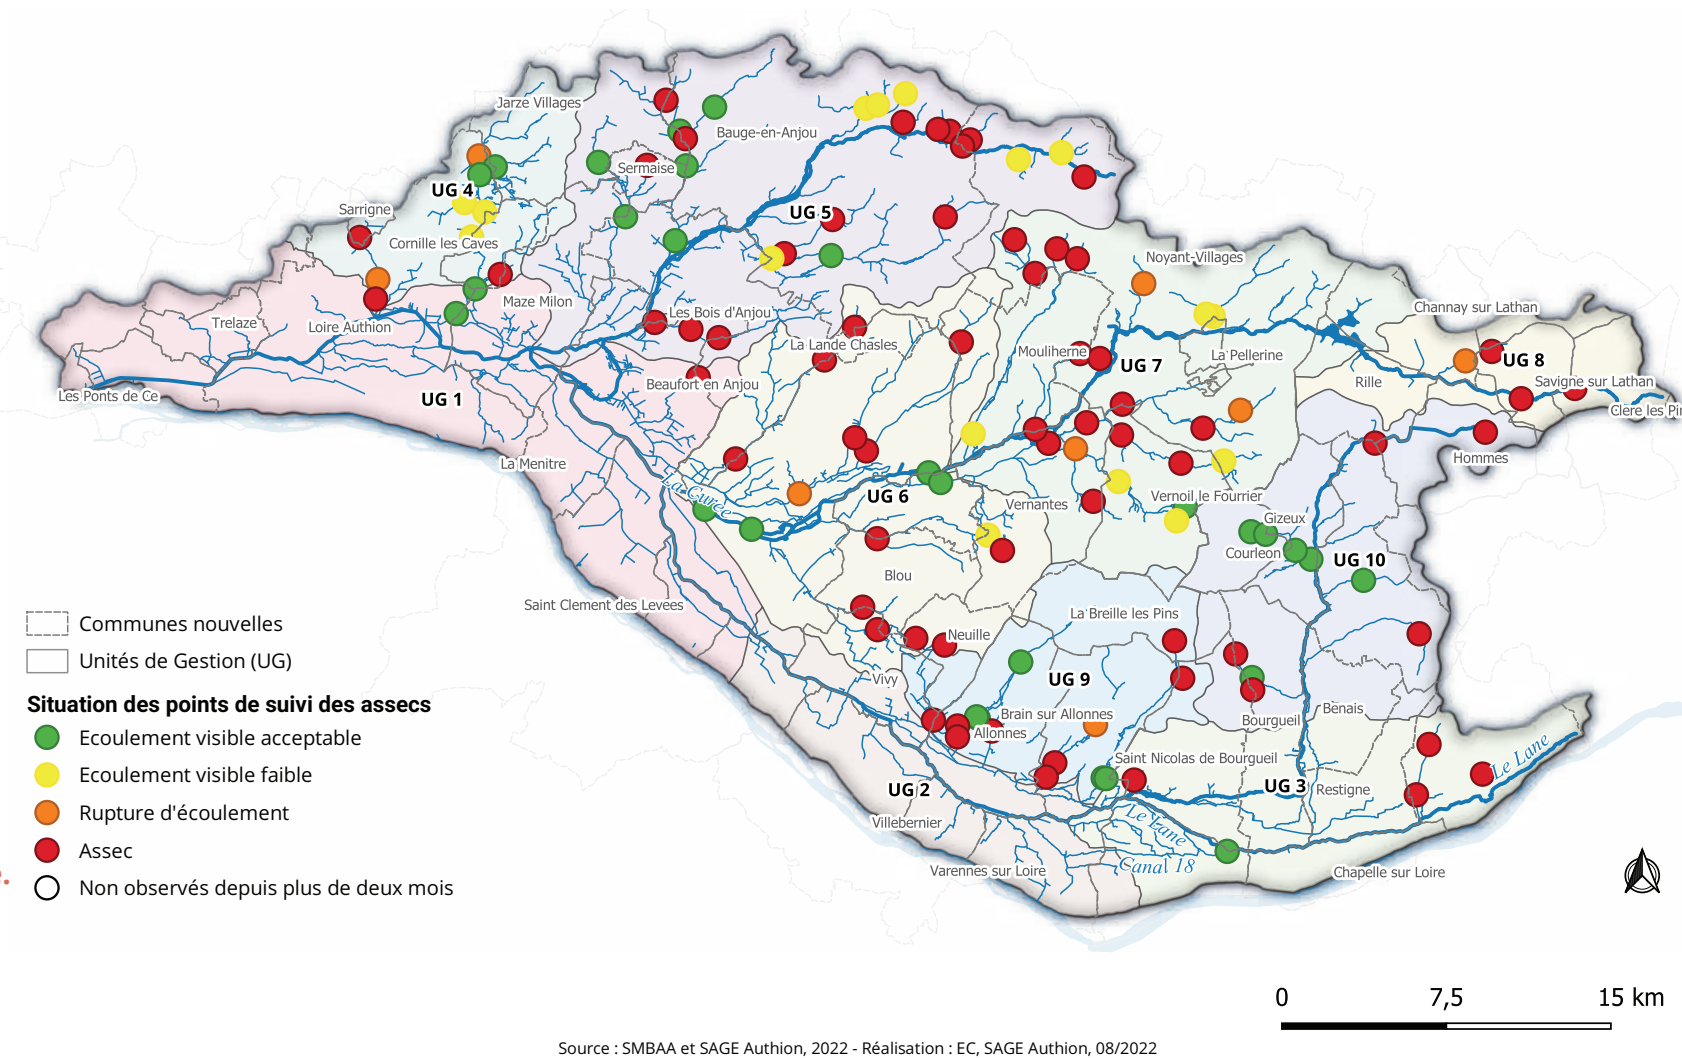 Jarze Villages
Bauge-en-Anjou
Sermaise
UG 4
Sarrigne
UG 5
Cornille les Caves
Noyant-Villages
Maze Milon
Les Bois d'Anjou
Channay sur Lathan
Trelaze
Loire Authion
La Lande Chasles
Mouliherne
La Pellerine
UG 7
UG 8
Les Ponts de Ce
Beaufort en Anjou
Rille
Savigne sur Lathan
UG 1
Clere les Pi
La Menitre
Hommes
La Curée
UG 6
Vernantes
Vernoil le Fourrier
Gizeux
Courleon
UG 10
Blou
Saint Clement des Levees
La Breille les Pins
Neuille
Vivy
UG 9
Brain sur Allonnes
Benais
Bourgueil
Allonnes
Le Lane
Saint Nicolas de Bourgueil
UG 2
UG 3
Restigne
Villebernier
Le Lane
Canal 18
Varennes sur Loire
Chapelle sur Loire
Communes nouvelles
Unités de Gestion (UG)
Situation des points de suivi des assecs
Ecoulement visible acceptable
Ecoulement visible faible
Rupture d'écoulement
Assec
Non observés depuis plus de deux mois
0 7,5 15 km
Source : SMBAA et SAGE Authion, 2022 - Réalisation : EC, SAGE Authion, 08/2022